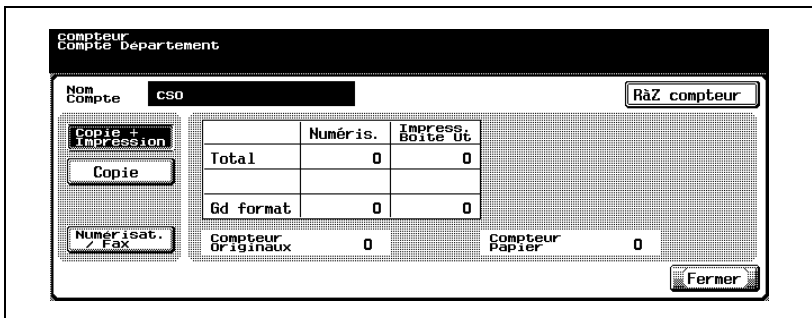 compteur
Compte Département
Nom
Compte
cso
RàZ compteur
Copie +
Impression
Copie
Numérisat.
/ Fax
Numéris. Impress.
Boîte Ut
Total 0 0
Gd format 0 0
Compteur
Originaux 0
Compteur
Papier 0
Fermer